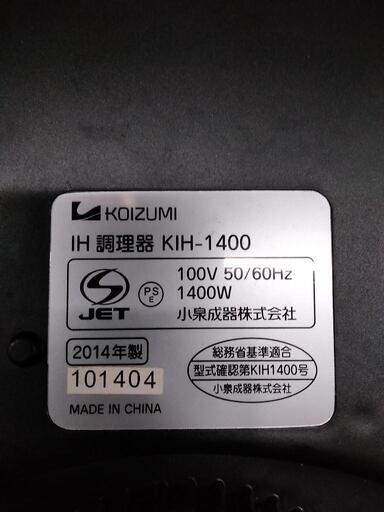 KOIZUMI
IH 調理器 KIH-1400
S
JET
PS
E
100V 50/60Hz
1400W
小泉成器株式会社
2014年製
101404
MADE IN CHINA
総務省基準適合
型式確認第KIH1400号
小泉成器株式会社